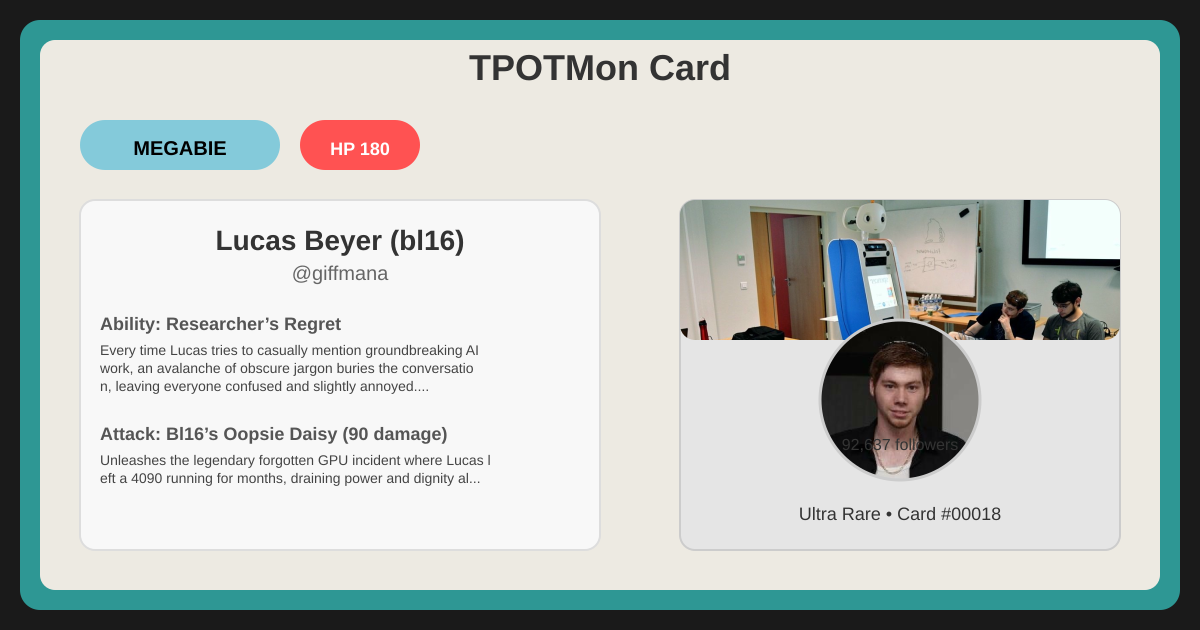 TPOTMon Card
MEGABIE
HP 180
Lucas Beyer (bl16)
@giffmana
Ability: Researcher’s Regret
Every time Lucas tries to casually mention groundbreaking AI
work, an avalanche of obscure jargon buries the conversatio
n, leaving everyone confused and slightly annoyed....
Attack: Bl16’s Oopsie Daisy (90 damage)
Unleashes the legendary forgotten GPU incident where Lucas l
eft a 4090 running for months, draining power and dignity al...
92,637 followers
Ultra Rare • Card #00018